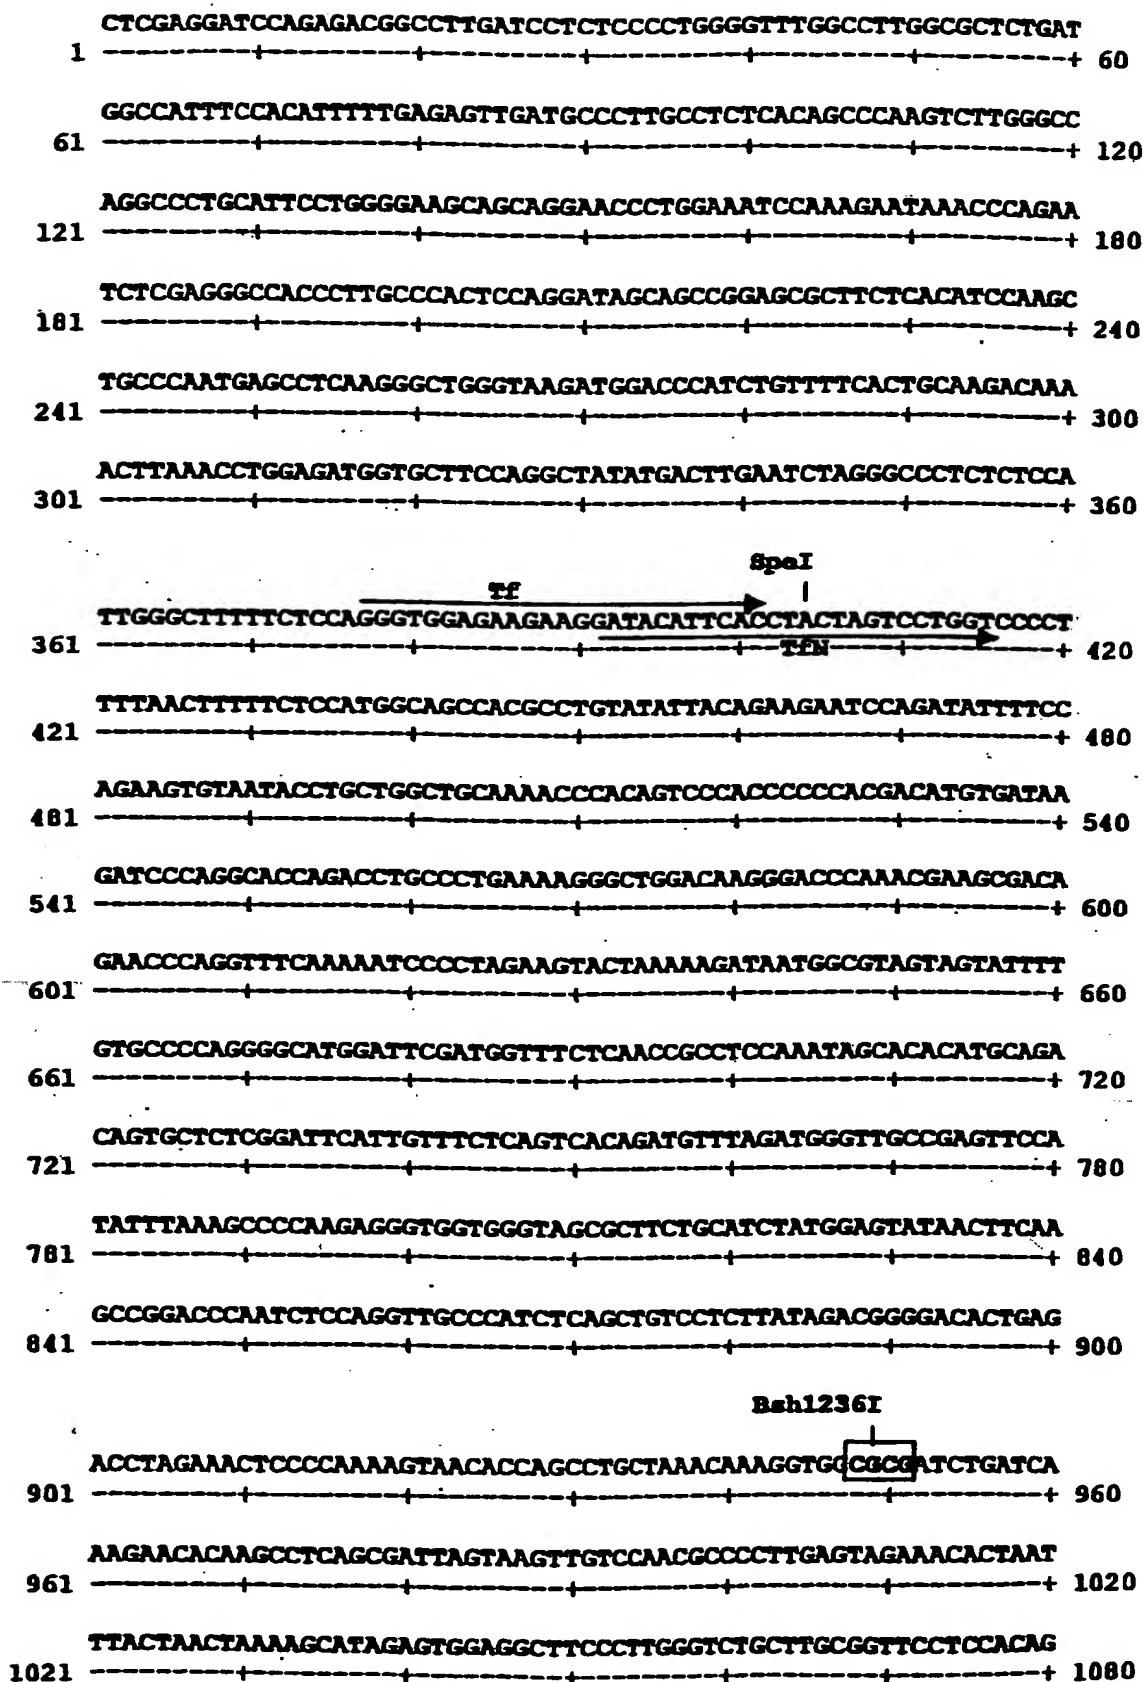 CTCGAGGATCCAGAGACGGCCTTGATCCTCTCCCCTGGGGTTTGGCCTTGGCGCTCTGAT
1 ---------+---------+---------+---------+---------+---------+ 60
GGCCATTTCCACATTTTTGAGAGTTGATGCCCTTGCCTCTCACAGCCCAAGTCTTGGGCC
61 ---------+---------+---------+---------+---------+---------+ 120
AGGCCCTGCATTCCTGGGGAAGCAGCAGGAACCCTGGAAATCCAAAGAATAAACCCAGAA
121 ---------+---------+---------+---------+---------+---------+ 180
TCTCGAGGGCCACCCTTGCCCACTCCAGGATAGCAGCCGGAGCGCTTCTCACATCCAAGC
181 ---------+---------+---------+---------+---------+---------+ 240
TGCCCAATGAGCCTCAAGGGCTGGGTAAGATGGACCCATCTGTTTTCACTGCAAGACAAA
241 ---------+---------+---------+---------+---------+---------+ 300
ACTTAAACCTGGAGATGGTGCTTCCAGGCTATATGACTTGAATCTAGGGCCCTCTCTCCA
301 ---------+---------+---------+---------+---------+---------+ 360
SpeI
Tf
TTGGGCTTTTTCTCCAGGGTGGAGAAGAAGGATACATTCACCTACTAGTCCTGGTCCCCT
361 ---------+---------+---------+---------+--TfN----+---------+ 420
TTTAACTTTTTCTCCATGGCAGCCACGCCTGTATATTACAGAAGAATCCAGATATTTTCC
421 ---------+---------+---------+---------+---------+---------+ 480
AGAAGTGTAATACCTGCTGGCTGCAAAACCCACAGTCCCACCCCCCACGACATGTGATAA
481 ---------+---------+---------+---------+---------+---------+ 540
GATCCCAGGCACCAGACCTGCCCTGAAAAGGGCTGGACAAGGGACCCAAACGAAGCGACA
541 ---------+---------+---------+---------+---------+---------+ 600
GAACCCAGGTTTCAAAAATCCCCTAGAAGTACTAAAAAGATAATGGCGTAGTAGTATTTT
601 ---------+---------+---------+---------+---------+---------+ 660
GTGCCCCAGGGGCATGGATTCGATGGTTTCTCAACCGCCTCCAAATAGCACACATGCAGA
661 ---------+---------+---------+---------+---------+---------+ 720
CAGTGCTCTCGGATTCATTGTTTCTCAGTCACAGATGTTTAGATGGGTTGCCGAGTTCCA
721 ---------+---------+---------+---------+---------+---------+ 780
TATTTAAAGCCCCAAGAGGGTGGTGGGTAGCGCTTCTGCATCTATGGAGTATAACTTCAA
781 ---------+---------+---------+---------+---------+---------+ 840
GCCGGACCCAATCTCCAGGTTGCCCATCTCAGCTGTCCTCTTATAGACGGGGACACTGAG
841 ---------+---------+---------+---------+---------+---------+ 900
Bsh1236I
ACCTAGAAACTCCCCAAAAGTAACACCAGCCTGCTAAACAAAGGTGGCGCGATCTGATCA
901 ---------+---------+---------+---------+---------+---------+ 960
AAGAACACAAGCCTCAGCGATTAGTAAGTTGTCCAACGCCCCTTGAGTAGAAACACTAAT
961 ---------+---------+---------+---------+---------+---------+ 1020
TTACTAACTAAAAGCATAGAGTGGAGGCTTCCCTTGGGTCTGCTTGCGGTTCCTCCACAG
1021 ---------+---------+---------+---------+---------+---------+ 1080